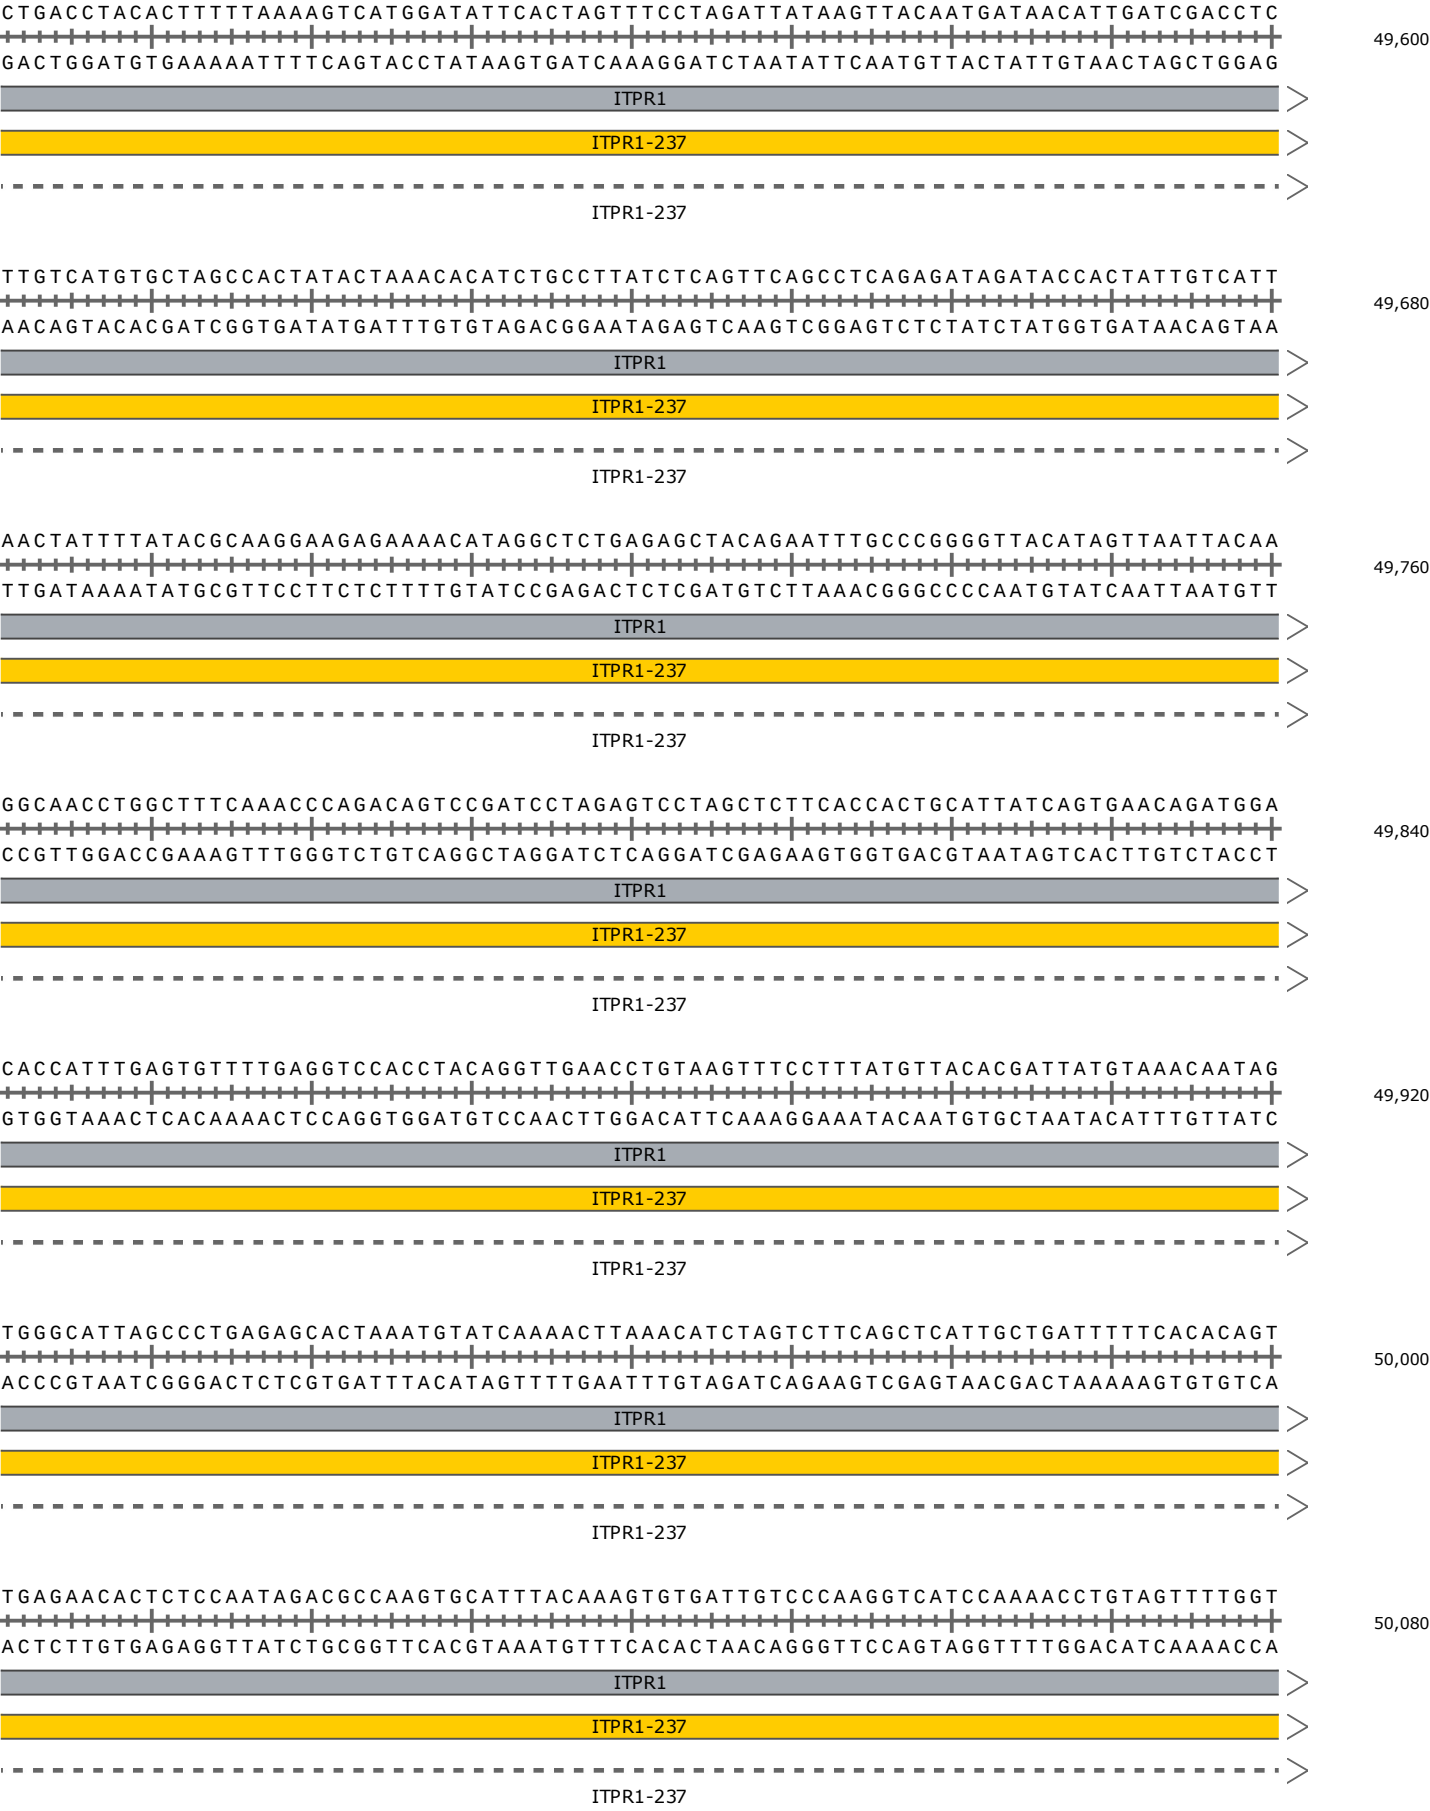 CTGACCTACACTTTTTAAAAGTCATGGATATTCACTAGTTTCCTAGATTATAAGTTACAATGATAACATTGATCGACCTC
49,600
GACTGGATGTGAAAAATTTTCAGTACCTATAAGTGATCAAAGGATCTAATATTCAATGTTACTATTGTAACTAGCTGGAG
ITPR1
ITPR1-237
ITPR1-237
TTGTCATGTGCTAGCCACTATACTAAACACATCTGCCTTATCTCAGTTCAGCCTCAGAGATAGATACCACTATTGTCATT
49,680
AACAGTACACGATCGGTGATATGATTTGTGTAGACGGAATAGAGTCAAGTCGGAGTCTCTATCTATGGTGATAACAGTAA
ITPR1
ITPR1-237
ITPR1-237
AACTATTTTATACGCAAGGAAGAGAAAACATAGGCTCTGAGAGCTACAGAATTTGCCCGGGGTTACATAGTTAATTACAA
49,760
TTGATAAAATATGCGTTCCTTCTCTTTTGTATCCGAGACTCTCGATGTCTTAAACGGGCCCCAATGTATCAATTAATGTT
ITPR1
ITPR1-237
ITPR1-237
GGCAACCTGGCTTTCAAACCCAGACAGTCCGATCCTAGAGTCCTAGCTCTTCACCACTGCATTATCAGTGAACAGATGGA
49,840
CCGTTGGACCGAAAGTTTGGGTCTGTCAGGCTAGGATCTCAGGATCGAGAAGTGGTGACGTAATAGTCACTTGTCTACCT
ITPR1
ITPR1-237
ITPR1-237
CACCATTTGAGTGTTTTGAGGTCCACCTACAGGTTGAACCTGTAAGTTTCCTTTATGTTACACGATTATGTAAACAATAG
49,920
GTGGTAAACTCACAAAACTCCAGGTGGATGTCCAACTTGGACATTCAAAGGAAATACAATGTGCTAATACATTTGTTATC
ITPR1
ITPR1-237
ITPR1-237
TGGGCATTAGCCCTGAGAGCACTAAATGTATCAAAACTTAAACATCTAGTCTTCAGCTCATTGCTGATTTTTCACACAGT
50,000
ACCCGTAATCGGGACTCTCGTGATTTACATAGTTTTGAATTTGTAGATCAGAAGTCGAGTAACGACTAAAAAGTGTGTCA
ITPR1
ITPR1-237
ITPR1-237
TGAGAACACTCTCCAATAGACGCCAAGTGCATTTACAAAGTGTGATTGTCCCAAGGTCATCCAAAACCTGTAGTTTTGGT
50,080
ACTCTTGTGAGAGGTTATCTGCGGTTCACGTAAATGTTTCACACTAACAGGGTTCCAGTAGGTTTTGGACATCAAAACCA
ITPR1
ITPR1-237
ITPR1-237